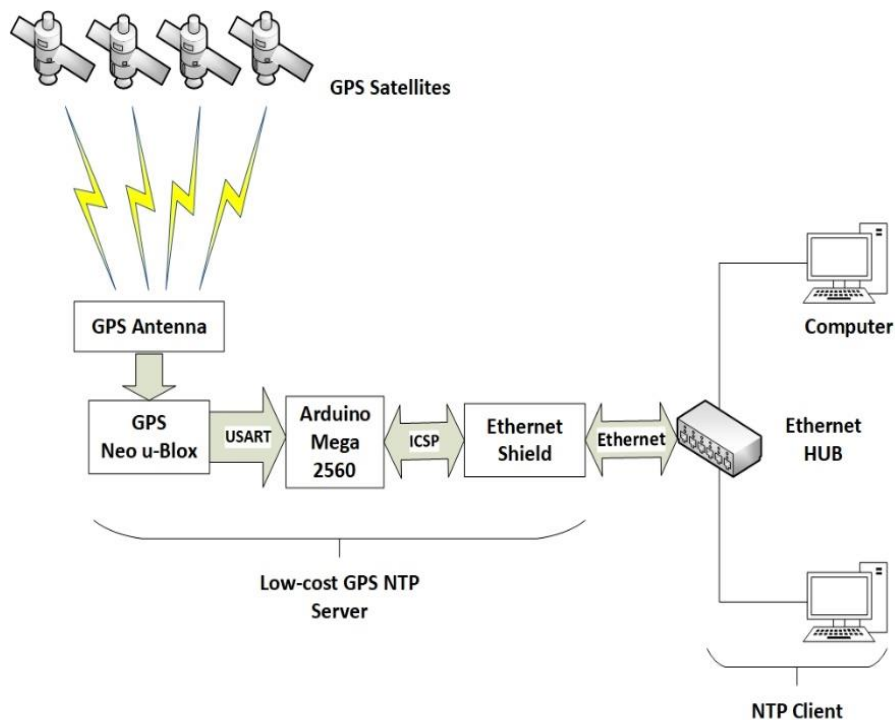 GPS Satellites
GPS Antenna
GPS
Neo u-Blox
USART
Arduino
Mega
2560
ICSP
Ethernet
Shield
Ethernet
Computer
Ethernet
HUB
Low-cost GPS NTP
Server
NTP Client